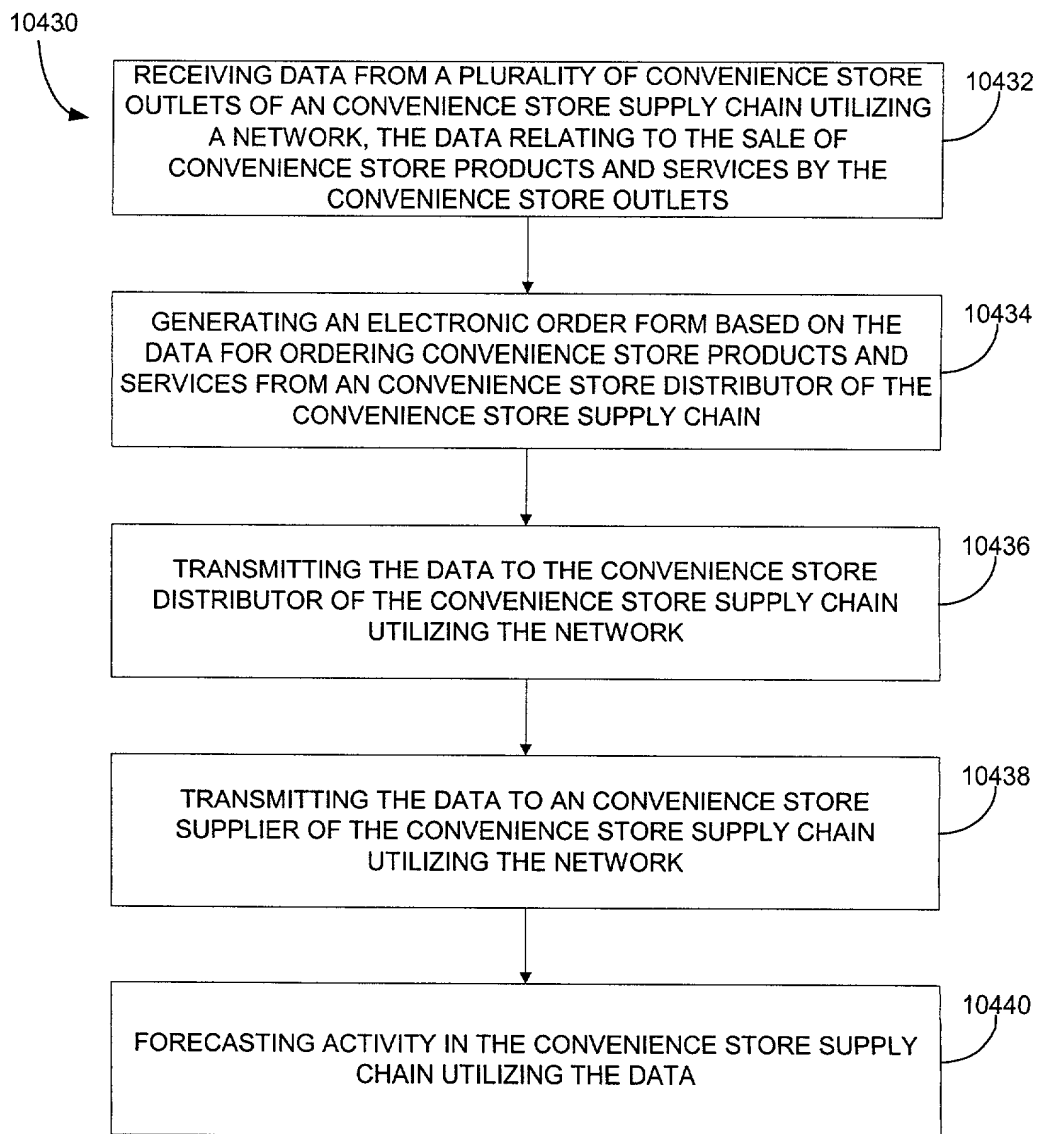 10430
RECEIVING DATA FROM A PLURALITY OF CONVENIENCE STORE
OUTLETS OF AN CONVENIENCE STORE SUPPLY CHAIN UTILIZING
A NETWORK, THE DATA RELATING TO THE SALE OF
CONVENIENCE STORE PRODUCTS AND SERVICES BY THE
CONVENIENCE STORE OUTLETS
10432
GENERATING AN ELECTRONIC ORDER FORM BASED ON THE
DATA FOR ORDERING CONVENIENCE STORE PRODUCTS AND
SERVICES FROM AN CONVENIENCE STORE DISTRIBUTOR OF THE
CONVENIENCE STORE SUPPLY CHAIN
10434
TRANSMITTING THE DATA TO THE CONVENIENCE STORE
DISTRIBUTOR OF THE CONVENIENCE STORE SUPPLY CHAIN
UTILIZING THE NETWORK
10436
TRANSMITTING THE DATA TO AN CONVENIENCE STORE
SUPPLIER OF THE CONVENIENCE STORE SUPPLY CHAIN
UTILIZING THE NETWORK
10438
FORECASTING ACTIVITY IN THE CONVENIENCE STORE SUPPLY
CHAIN UTILIZING THE DATA
10440